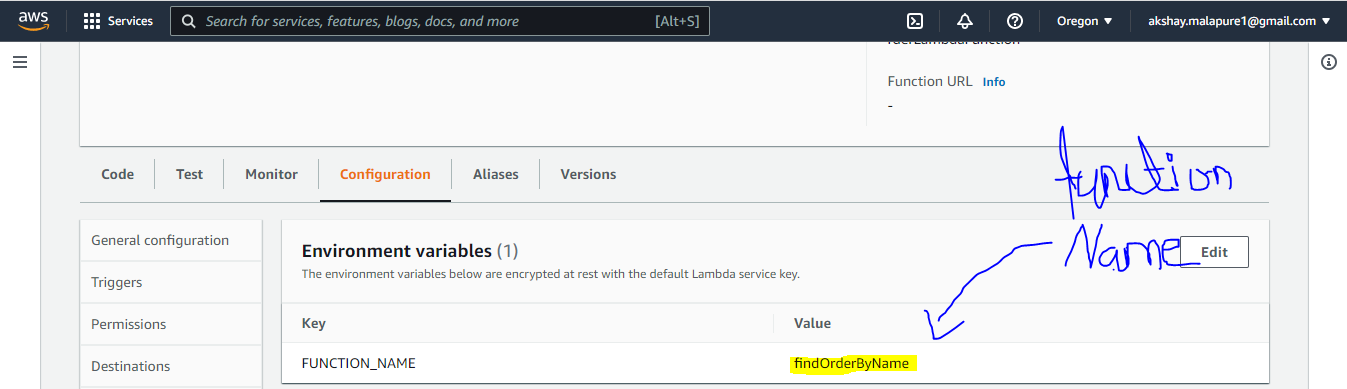 aws
Services
Search for services, features, blogs, docs, and more
[Alt+S]
Oregon
akshay.malapure1@gmail.com
Function URL Info
-
Code
Test
Monitor
Configuration
Aliases
Versions
function
Name
General configuration
Triggers
Permissions
Destinations
Environment variables (1)
Edit
The environment variables below are encrypted at rest with the default Lambda service key.
Key
Value
FUNCTION_NAME
findOrderByName